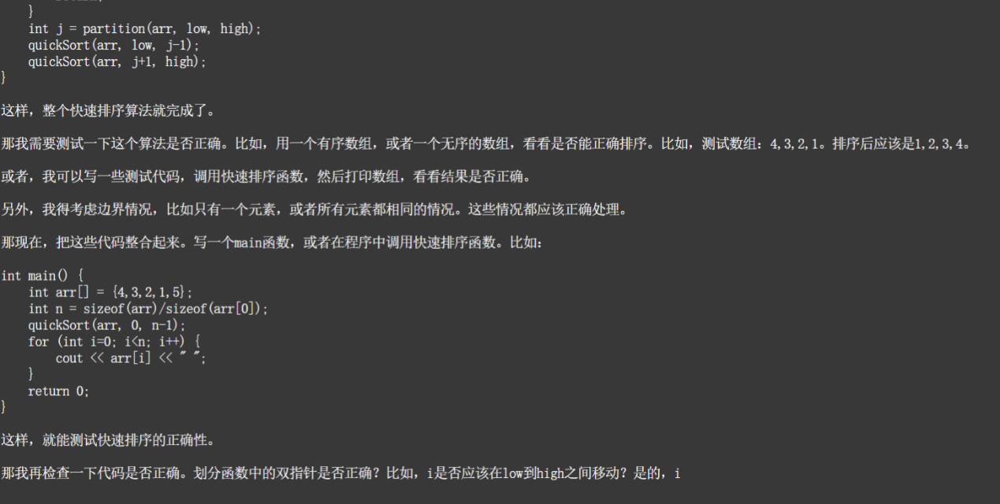 }
int j = partition(arr, low, high);
quickSort(arr, low, j-1);
quickSort(arr, j+1, high);
}
这样，整个快速排序算法就完成了。
那我需要测试一下这个算法是否正确。比如，用一个有序数组，或者一个无序的数组，看看是否能正确排序。比如，测试数组：4,3,2,1。排序后应该是1,2,3,4。
或者，我可以写一些测试代码，调用快速排序函数，然后打印数组，看看结果是否正确。
另外，我得考虑边界情况，比如只有一个元素，或者所有元素都相同的情况。这些情况都应该正确处理。
那现在，把这些代码整合起来。写一个main函数，或者在程序中调用快速排序函数。比如：
int main() {
    int arr[] = {4,3,2,1,5};
    int n = sizeof(arr)/sizeof(arr[0]);
    quickSort(arr, 0, n-1);
    for (int i=0; i<n; i++) {
        cout << arr[i] << " ";
    }
    return 0;
}
这样，就能测试快速排序的正确性。
那我再检查一下代码是否正确。划分函数中的双指针是否正确？比如，i是否应该在low到high之间移动？是的，i